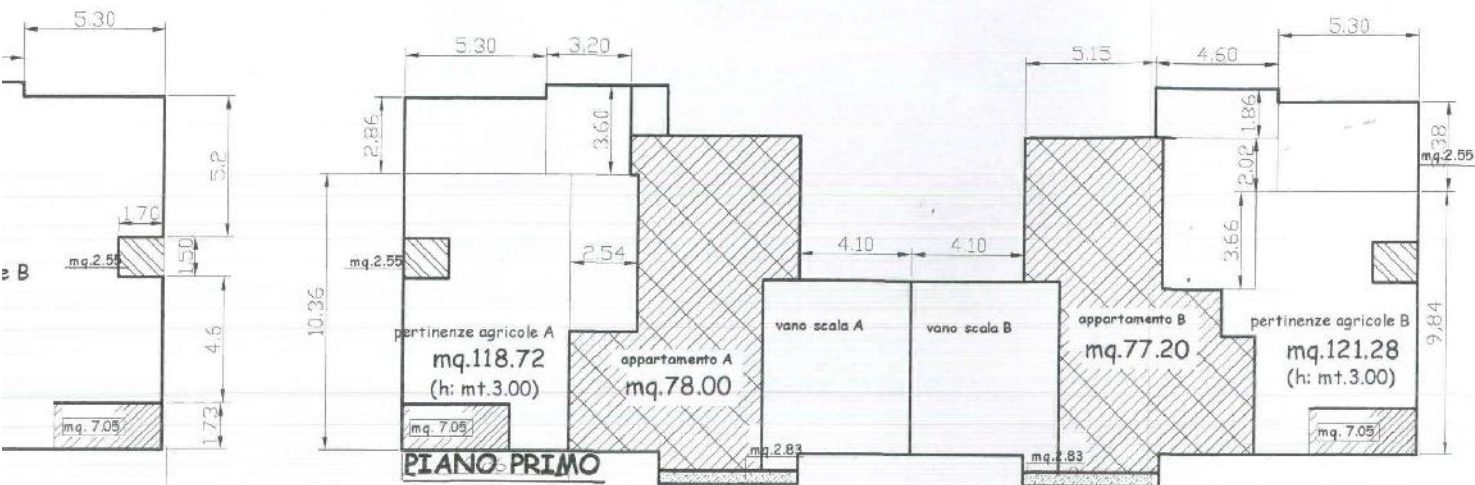 5.30
5.2
1.70
1.50
mq.2.55
e B
4.6
mq. 7.05
1.73
5.30
3.20
2.86
3.60
10.36
mq.2.55
2.54
pertinenze agricole A
mq.118.72
(h: mt.3.00)
mq. 7.05
PIANO PRIMO
appartamento A
mq.78.00
mq.2.83
4.10
4.10
vano scala A
vano scala B
5.15
4.60
5.30
1.86
2.02
3.66
mq.2.55
9,84
appartamento B
mq.77.20
mq.2.83
pertinenze agricole B
mq.121.28
(h: mt.3.00)
mq. 7.05